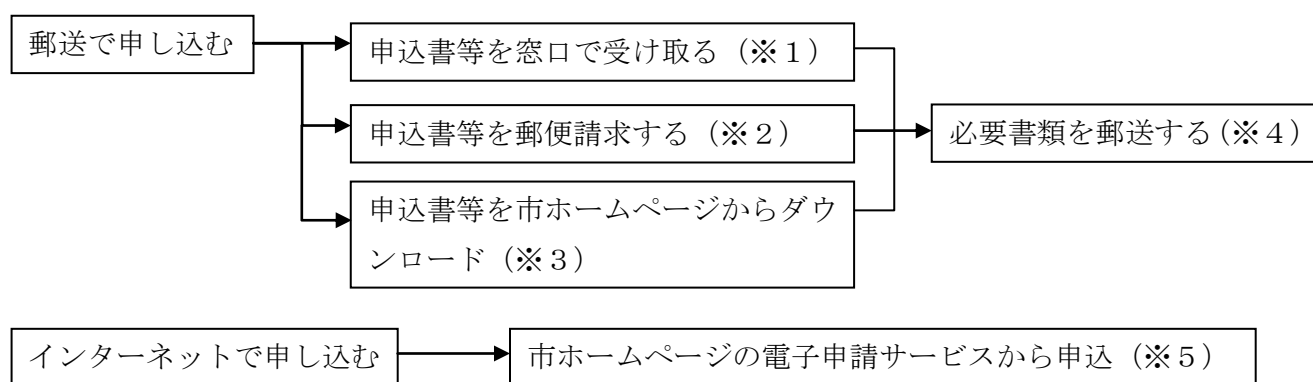 郵送で申し込む
申込書等を窓口で受け取る（※１）
申込書等を郵便請求する（※２）
必要書類を郵送する（※４）
申込書等を市ホームページからダウ
ンロード（※３）
インターネットで申し込む
市ホームページの電子申請サービスから申込（※５）